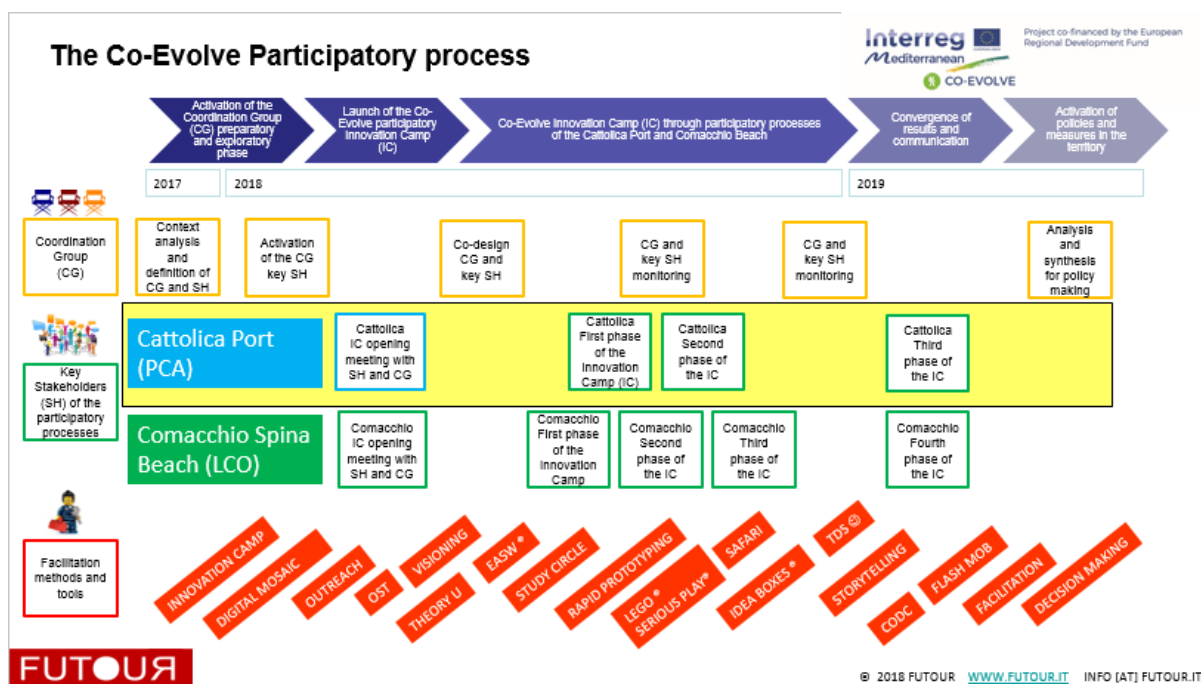 The Co-Evolve Participatory process
Interreg
Mediterranean
CO-EVOLVE
Project co-financed by the European
Regional Development Fund
Activation of the
Coordination Group
(CG) preparatory
and exploratory
phase
Launch of the Co-
Evolve participatory
Innovation Camp
(IC)
Co-Evolve Innovation Camp (IC) through participatory processes
of the Cattolica Port and Comacchio Beach
Convergence
of results and
communication
Activation of
policies and
measures in the
territory
2017
2018
2019
Coordination
Group
(CG)
Context
analysis
and
definition of
CG and SH
Activation
of the CG
key SH
Co-design
CG and
key SH
CG and
key SH
monitoring
CG and
key SH
monitoring
Analysis
and
synthesis
for policy
making
Key
Stakeholders
(SH) of the
participatory
processes
Cattolica Port
(PCA)
Cattolica
IC opening
meeting with
SH and CG
Cattolica
First phase
of the
Innovation
Camp (IC)
Cattolica
Second
phase of
the IC
Cattolica
Third
phase of
the IC
Comacchio Spina
Beach (LCO)
Comacchio
IC opening
meeting with
SH and CG
Comacchio
First phase
of the
Innovation
Camp
Comacchio
Second
phase of
the IC
Comacchio
Third
phase of
the IC
Comacchio
Fourth
phase of
the IC
Facilitation
methods and
tools
INNOVATION CAMP
DIGITAL MOSAIC
OUTREACH
OST
VISIONING
THEORY U
EASW ®
STUDY CIRCLE
RAPID PROTOTYPING
LEGO ®
SERIOUS PLAY®
SAFARI
IDEA BOXES ®
TDS ☺
STORYTELLING
CODC
FLASH MOB
FACILITATION
DECISION MAKING
FUTOUR
© 2018 FUTOUR WWW.FUTOUR.IT INFO [AT] FUTOUR.IT